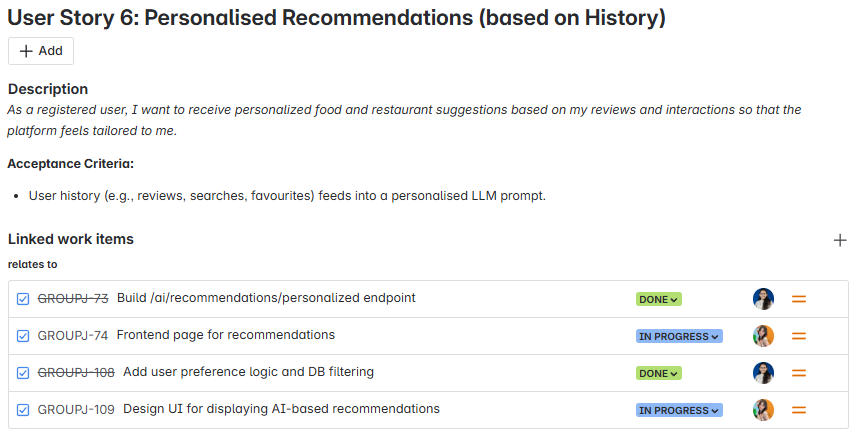 User Story 6: Personalised Recommendations (based on History)
Add
Description
As a registered user, I want to receive personalized food and restaurant suggestions based on my reviews and interactions so that the
platform feels tailored to me.
Acceptance Criteria:
• User history (e.g., reviews, searches, favourites) feeds into a personalised LLM prompt.
Linked work items
relates to
GROUPJ-73 Build /ai/recommendations/personalized endpoint DONE
GROUPJ-74 Frontend page for recommendations IN PROGRESS
GROUPJ-108 Add user preference logic and DB filtering DONE
GROUPJ-109 Design UI for displaying AI-based recommendations IN PROGRESS